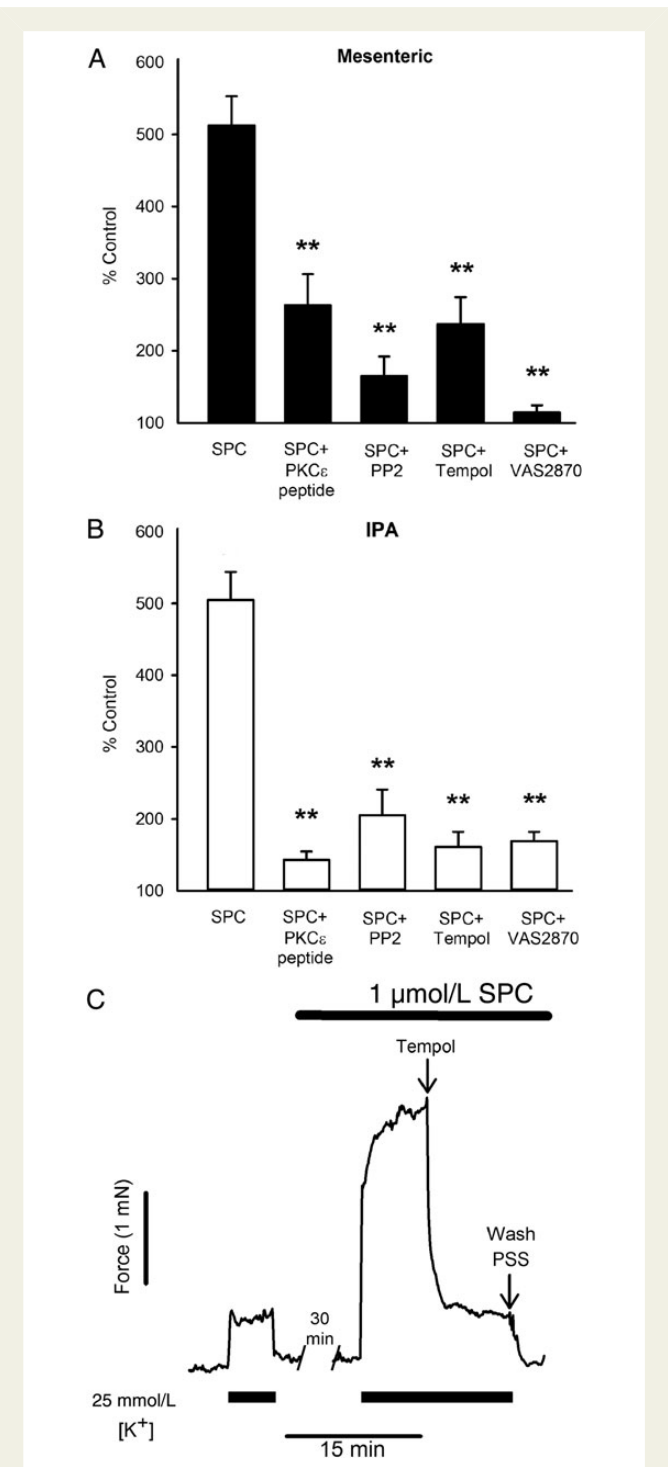 A
Mesenteric
600
500
400
300
200
100
% Control
**
**
**
**
SPC
SPC+
PKCε
peptide
SPC+
PP2
SPC+
Tempol
SPC+
VAS2870
B
IPA
600
500
400
300
200
100
% Control
**
**
**
**
SPC
SPC+
PKCε
peptide
SPC+
PP2
SPC+
Tempol
SPC+
VAS2870
C
1 µmol/L SPC
Tempol
Force (1 mN)
Wash
PSS
30
min
25 mmol/L
[K⁺]
15 min